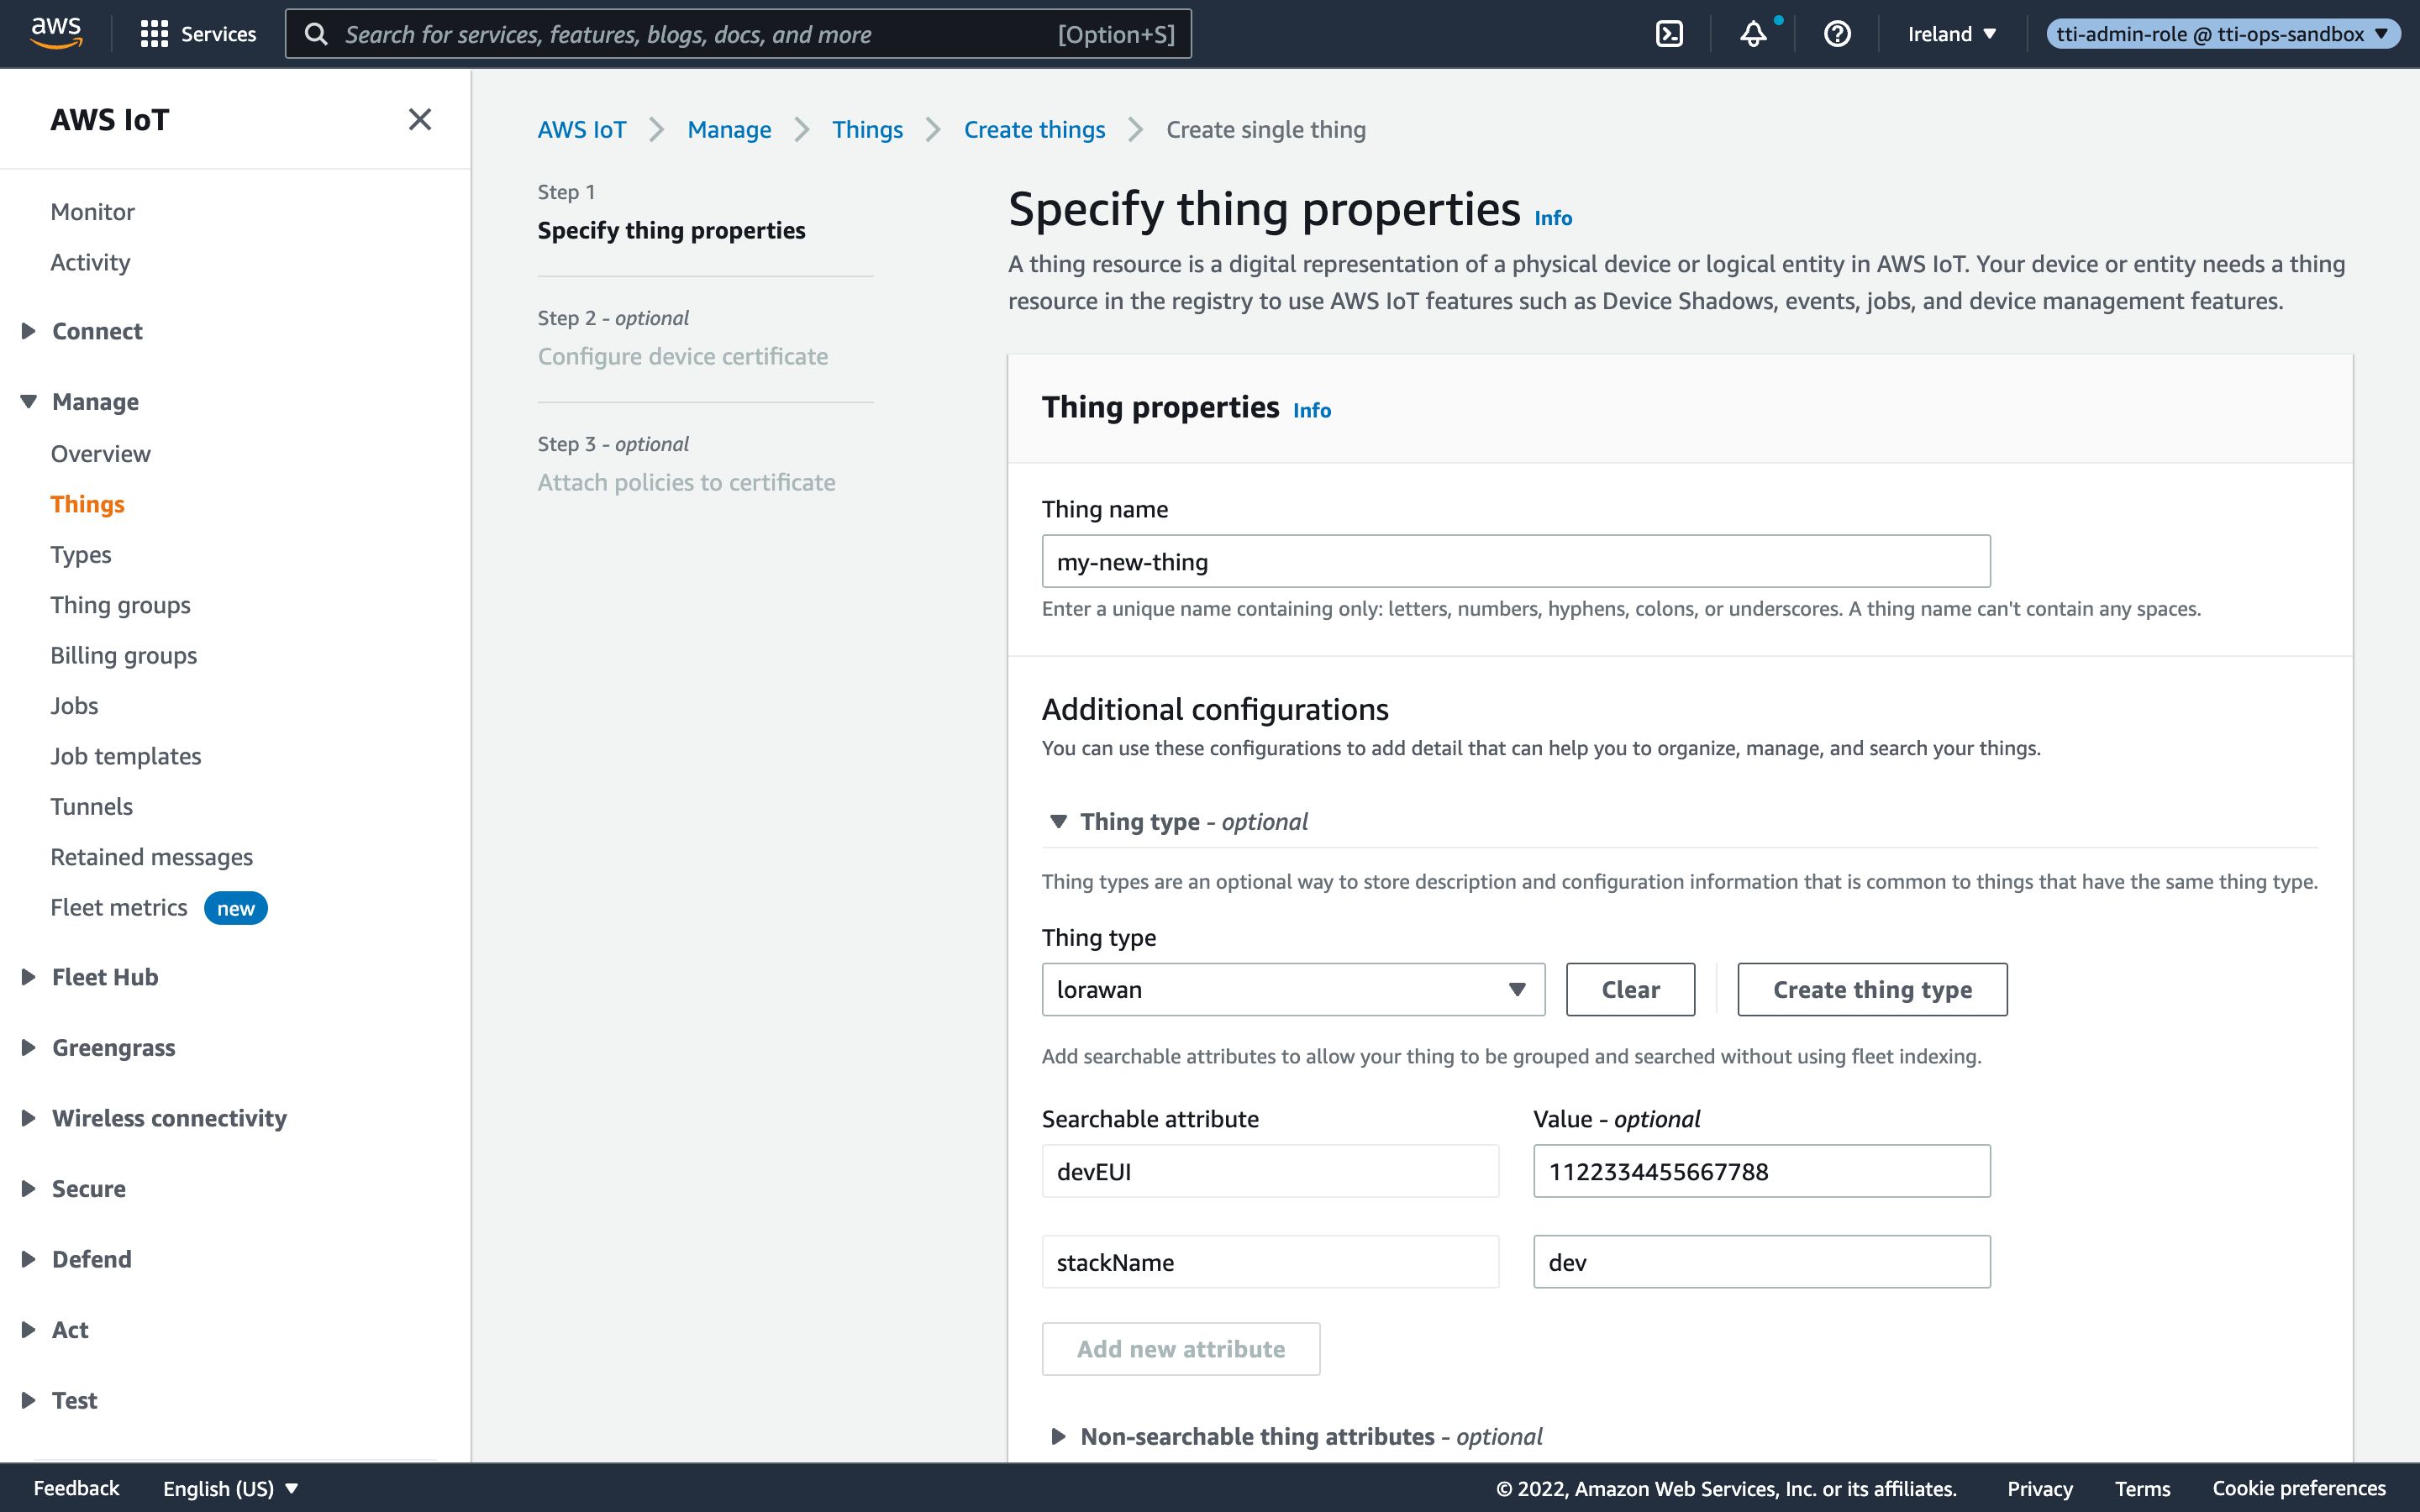 aws
Services
Search for services, features, blogs, docs, and more
[Option+S]
Ireland
tti-admin-role @ tti-ops-sandbox
AWS IoT
Monitor
Activity
Connect
Manage
Overview
Things
Types
Thing groups
Billing groups
Jobs
Job templates
Tunnels
Retained messages
Fleet metrics new
Fleet Hub
Greengrass
Wireless connectivity
Secure
Defend
Act
Test
AWS IoT
Manage
Things
Create things
Create single thing
Step 1
Specify thing properties
Step 2 - optional
Configure device certificate
Step 3 - optional
Attach policies to certificate
Specify thing properties Info
A thing resource is a digital representation of a physical device or logical entity in AWS IoT. Your device or entity needs a thing
resource in the registry to use AWS IoT features such as Device Shadows, events, jobs, and device management features.
Thing properties Info
Thing name
my-new-thing
Enter a unique name containing only: letters, numbers, hyphens, colons, or underscores. A thing name can't contain any spaces.
Additional configurations
You can use these configurations to add detail that can help you to organize, manage, and search your things.
Thing type - optional
Thing types are an optional way to store description and configuration information that is common to things that have the same thing type.
Thing type
lorawan
Clear
Create thing type
Add searchable attributes to allow your thing to be grouped and searched without using fleet indexing.
Searchable attribute
Value - optional
devEUI
1122334455667788
stackName
dev
Add new attribute
Non-searchable thing attributes - optional
Feedback
English (US)
© 2022, Amazon Web Services, Inc. or its affiliates.
Privacy
Terms
Cookie preferences